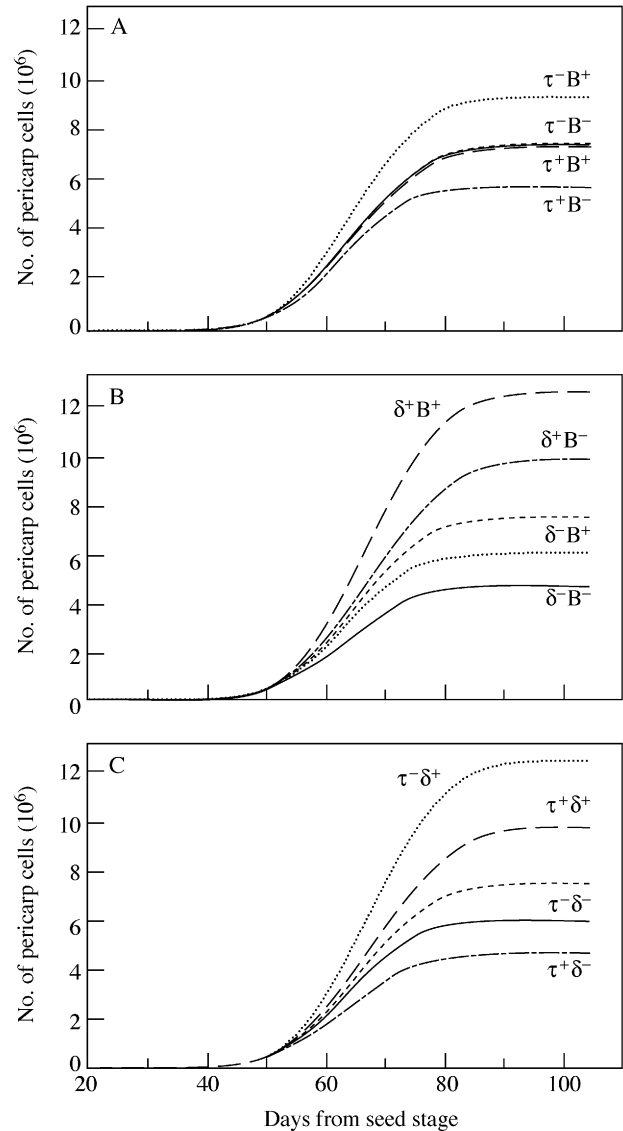 A
No. of pericarp cells (10⁶)
12
10
8
6
4
2
0
τ⁻B⁺
τ⁻B⁻
τ⁺B⁺
τ⁺B⁻
B
No. of pericarp cells (10⁶)
12
10
8
6
4
2
0
δ⁺B⁺
δ⁺B⁻
δ⁻B⁺
δ⁻B⁻
C
No. of pericarp cells (10⁶)
12
10
8
6
4
2
0
τ⁻δ⁺
τ⁺δ⁺
τ⁻δ⁻
τ⁺δ⁻
20 40 60 80 100
Days from seed stage